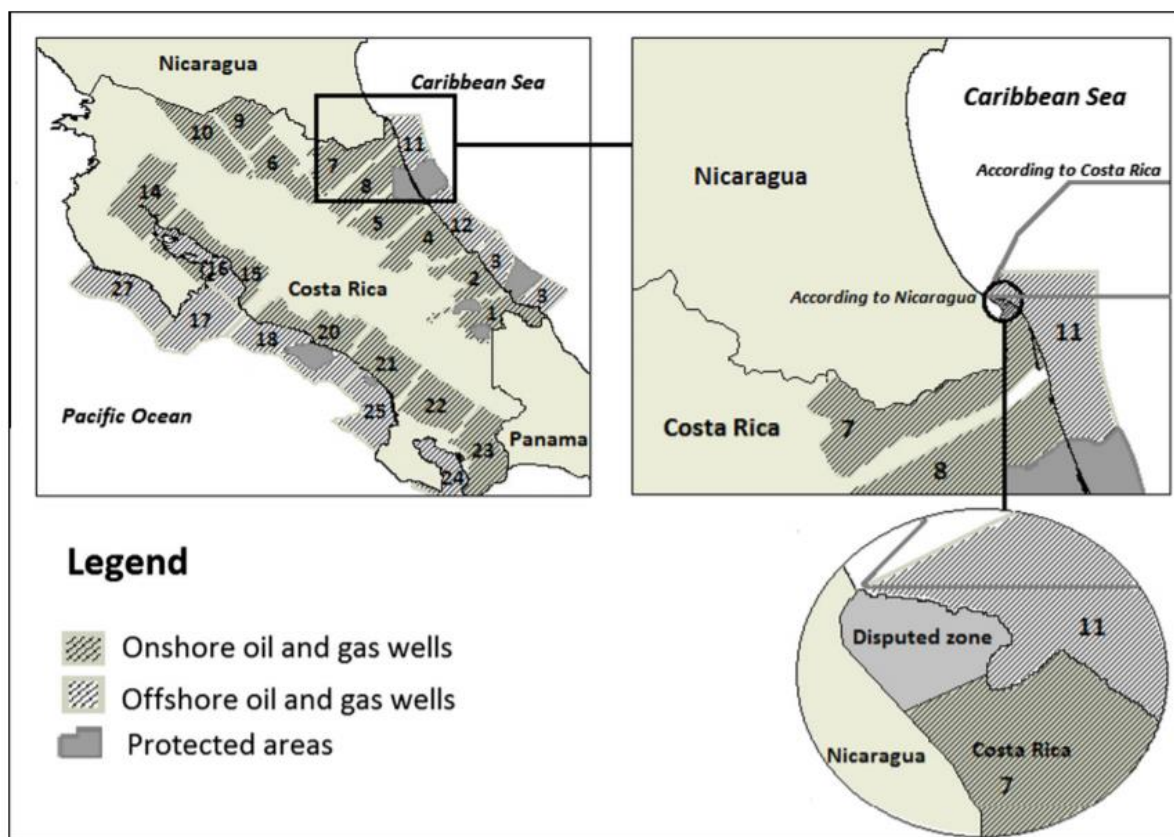 Nicaragua
Caribbean Sea
10
9
6
7
11
8
14
5
12
4
3
2
16
15
Costa Rica
3
27
1
17
20
18
21
25
22
Pacific Ocean
23
Panama
24
Caribbean Sea
Nicaragua
According to Costa Rica
According to Nicaragua
11
Costa Rica
7
8
Legend
Onshore oil and gas wells
Offshore oil and gas wells
Protected areas
Disputed zone
11
Nicaragua
Costa Rica
7